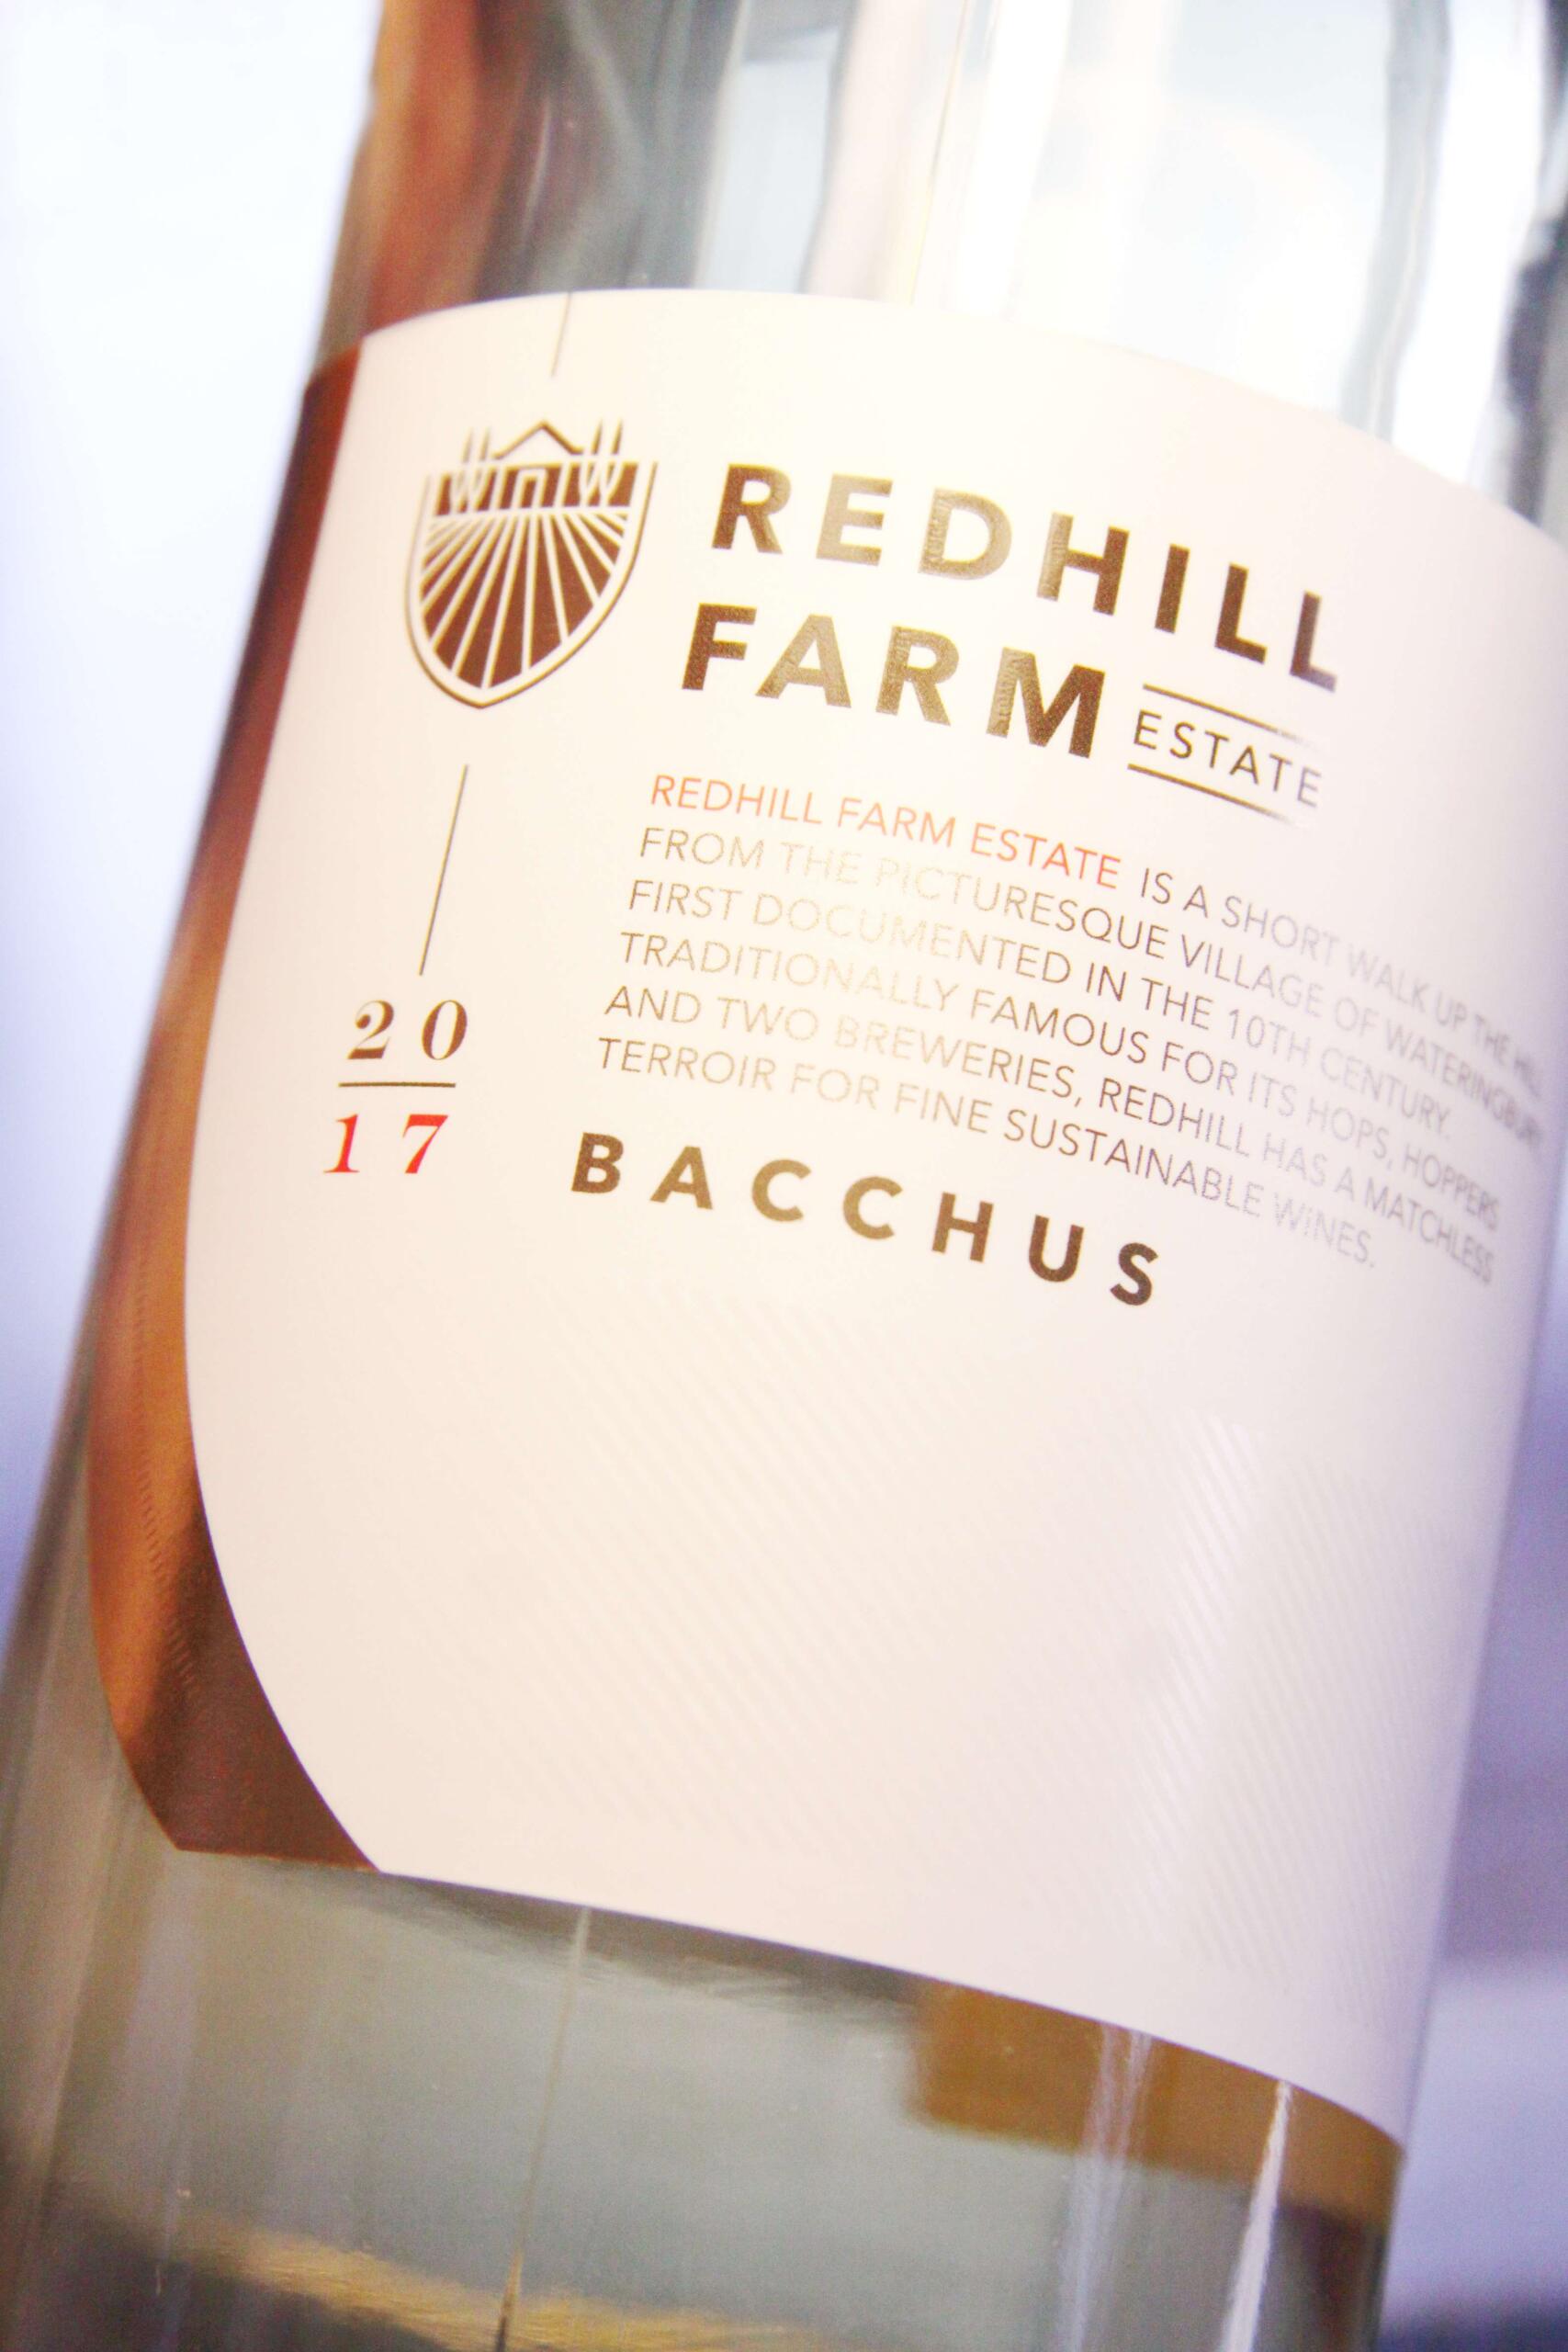 REDHILL
FARM
ESTATE
REDHILL FARM ESTATE IS A SHORT WALK UP THE HILL
FROM THE PICTURESQUE VILLAGE OF WATERINGBURY
FIRST DOCUMENTED IN THE 10TH CENTURY.
TRADITIONALLY FAMOUS FOR ITS HOPS, HOPPERS
AND TWO BREWERIES, REDHILL HAS A MATCHLESS
TERROIR FOR FINE SUSTAINABLE WINES.
20
17
BACCHUS